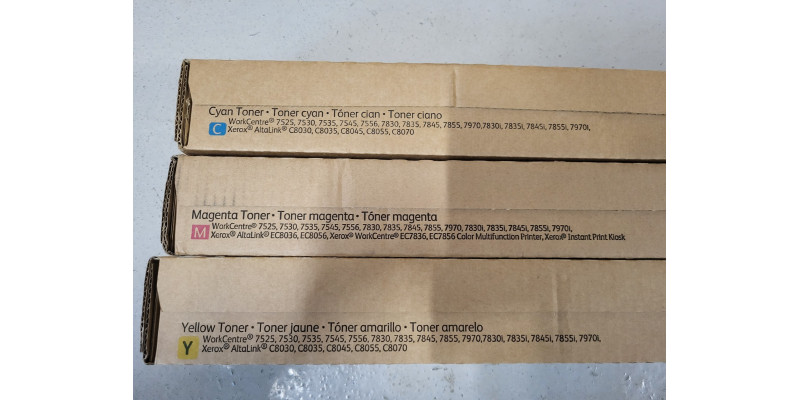 Cyan Toner • Toner cyan • Tóner cian • Toner ciano
WorkCentre® 7525, 7530, 7535, 7545, 7556, 7830, 7835, 7845, 7855, 7970,7830i, 7835i, 7845i, 7855i, 7970i,
C Xerox® AltaLink® C8030, C8035, C8045, C8055, C8070
Magenta Toner • Toner magenta • Tóner magenta
WorkCentre® 7525, 7530, 7535, 7545, 7556, 7830, 7835, 7845, 7855, 7970, 7830i, 7835i, 7845i, 7855i, 7970i,
M Xerox® AltaLink® EC8036, EC8056, Xerox® WorkCentre® EC7836, EC7856 Color Multifunction Printer, Xerox® Instant Print Kiosk
Yellow Toner • Toner jaune • Tóner amarillo • Toner amarelo
WorkCentre® 7525, 7530, 7535, 7545, 7556, 7830, 7835, 7845, 7855, 7970,7830i, 7835i, 7845i, 7855i, 7970i,
Y Xerox® AltaLink® C8030, C8035, C8045, C8055, C8070